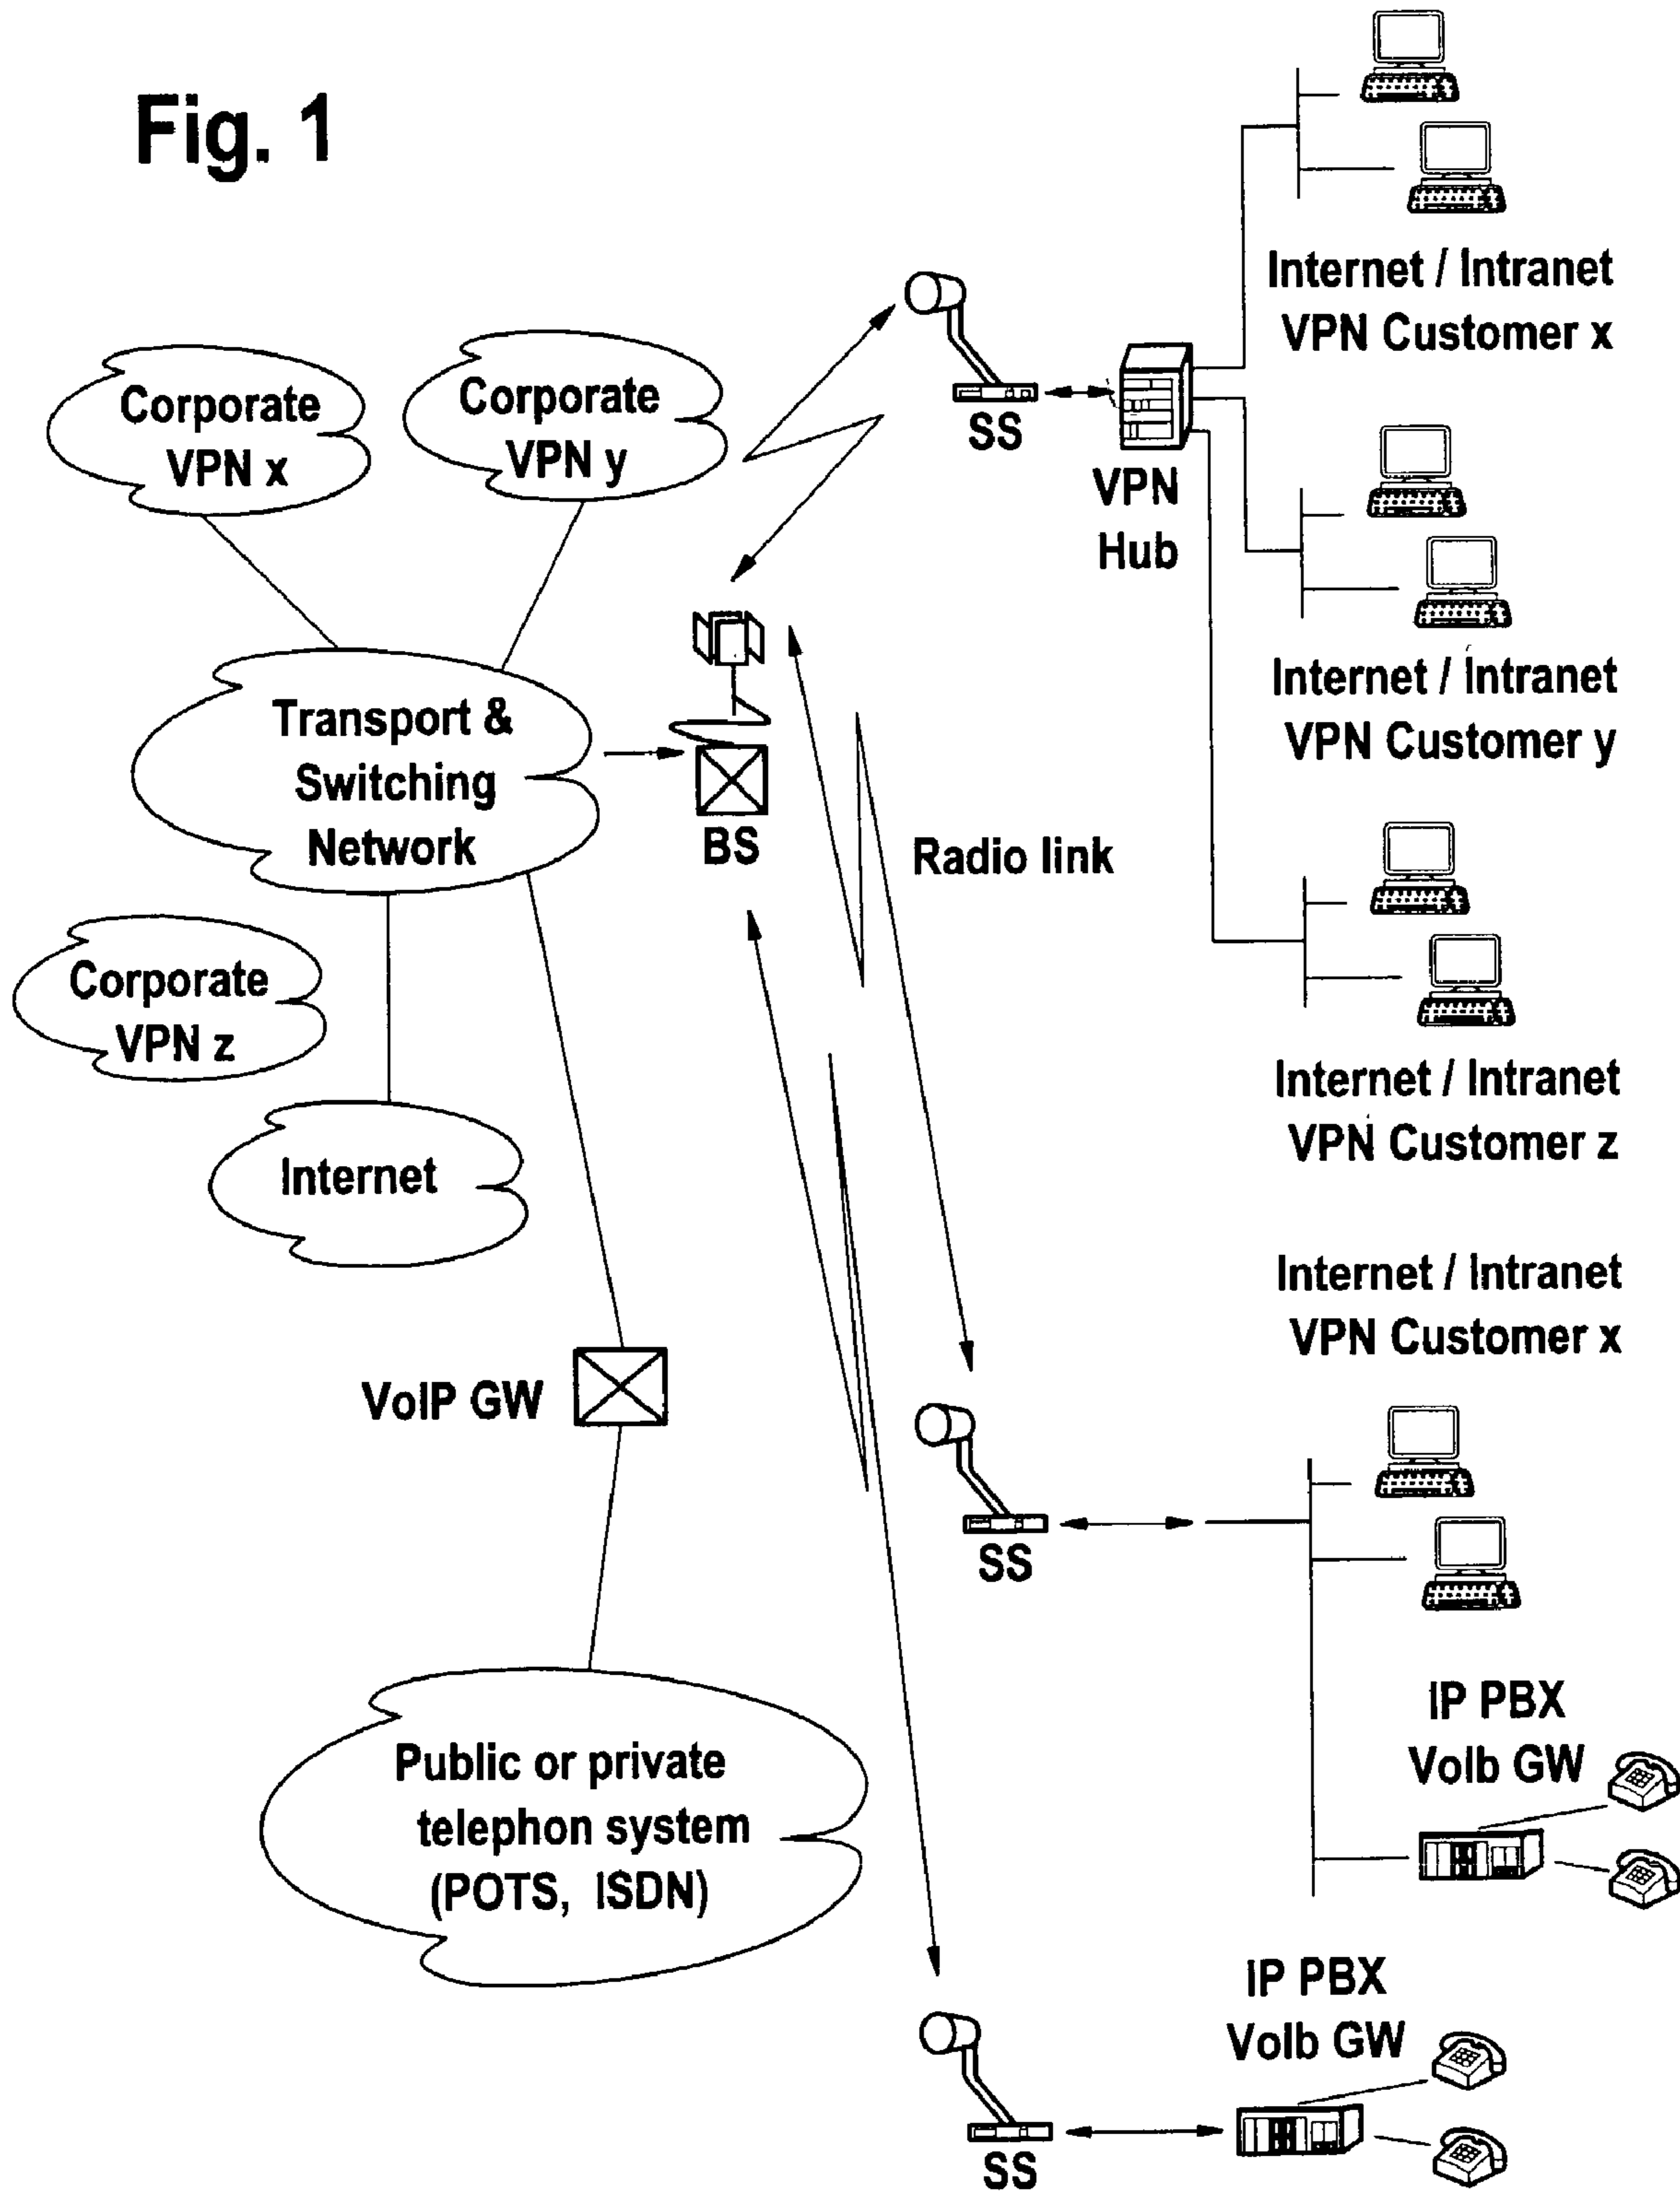 Fig. 1
Internet / Intranet
VPN Customer x
Corporate
VPN x
Corporate
VPN y
SS
VPN
Hub
Internet / Intranet
VPN Customer y
Transport &
Switching
Network
BS
Radio link
Corporate
VPN z
Internet / Intranet
VPN Customer z
Internet
Internet / Intranet
VPN Customer x
VoIP GW
SS
IP PBX
Volb GW
Public or private
telephon system
(POTS, ISDN)
IP PBX
Volb GW
SS